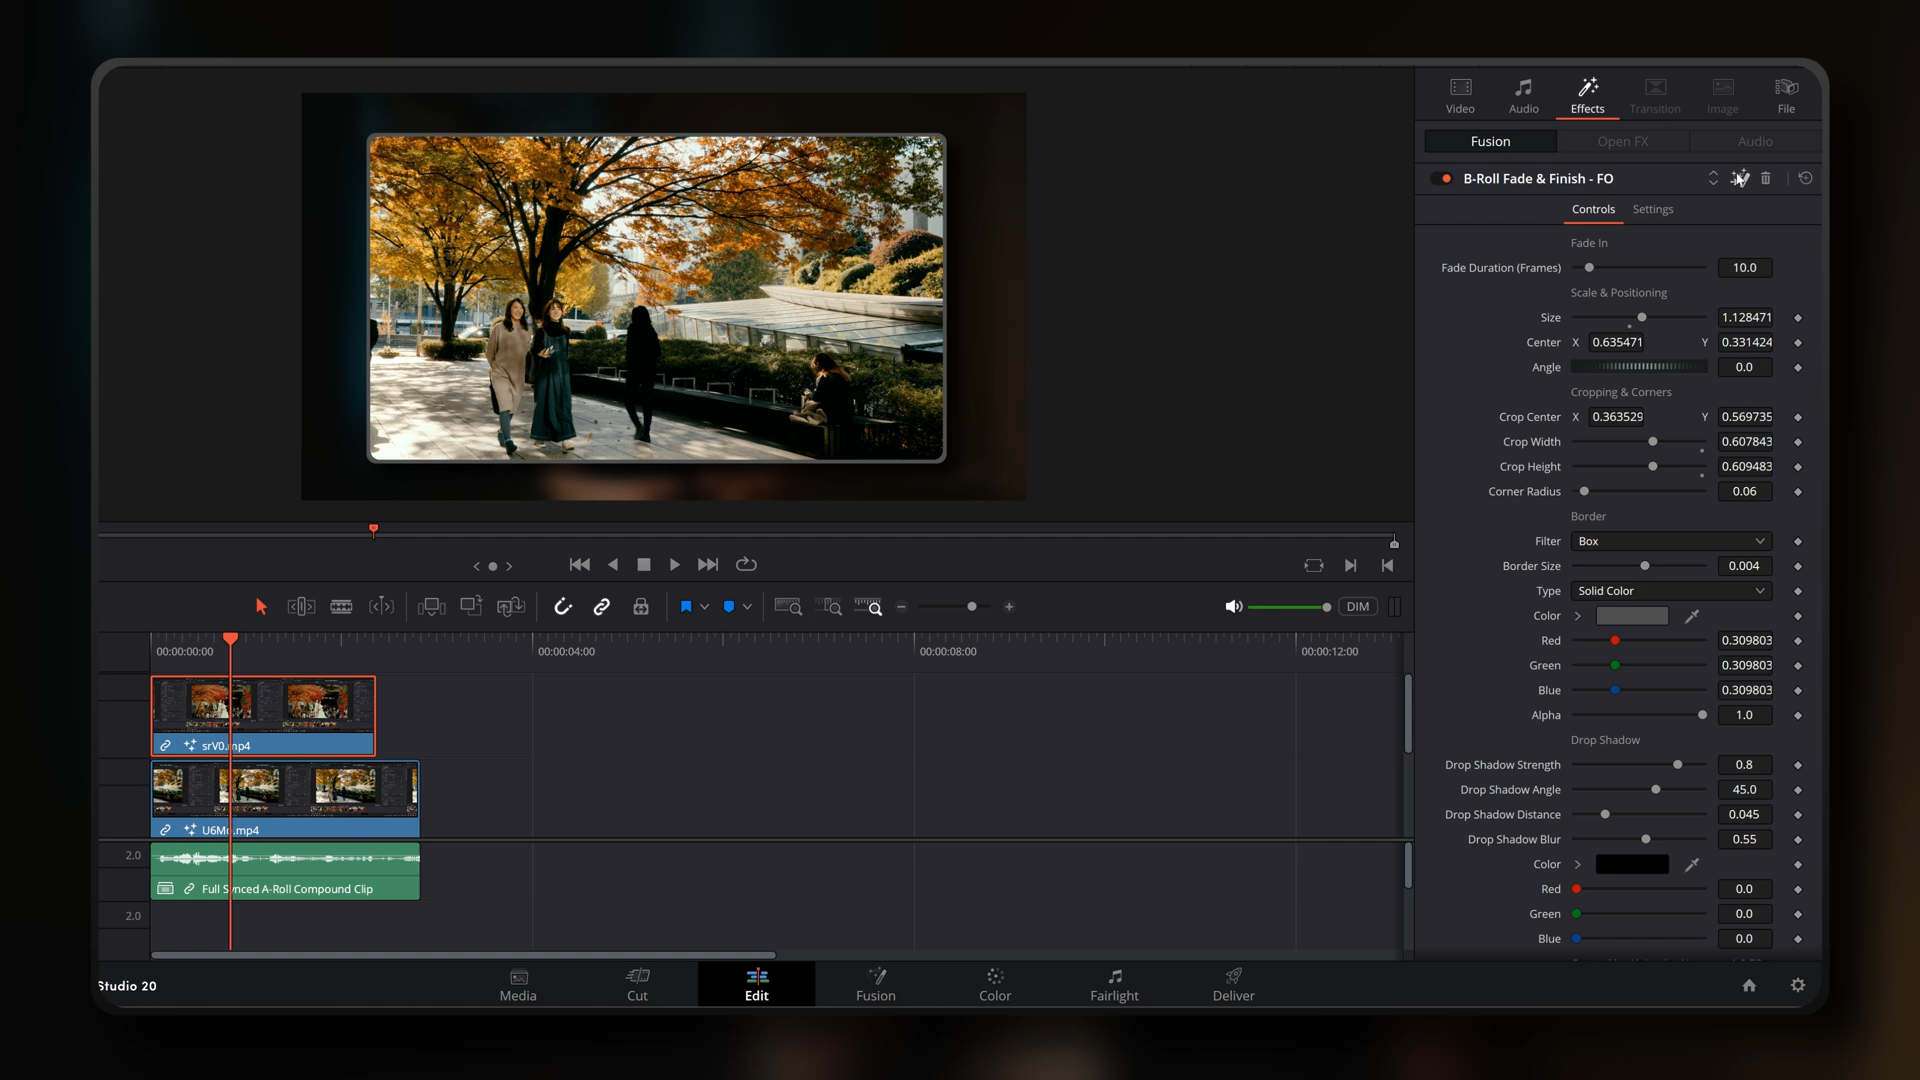 Video Audio Effects Transition Image File
Fusion Open FX Audio
B-Roll Fade & Finish - FO
Controls Settings
Fade In
Fade Duration (Frames) 10.0
Scale & Positioning
Size 1.128471
Center X 0.635471 Y 0.331424
Angle 0.0
Cropping & Corners
Crop Center X 0.363529 Y 0.569735
Crop Width 0.607843
Crop Height 0.609483
Corner Radius 0.06
Border
Filter Box
Border Size 0.004
Type Solid Color
Color
Red 0.309803
Green 0.309803
Blue 0.309803
Alpha 1.0
Drop Shadow
Drop Shadow Strength 0.8
Drop Shadow Angle 45.0
Drop Shadow Distance 0.045
Drop Shadow Blur 0.55
Color
Red 0.0
Green 0.0
Blue 0.0
DIM
00:00:00:00 00:00:04:00 00:00:08:00 00:00:12:00
srV0.mp4
2.0
Full Synced A-Roll Compound Clip
2.0
Studio 20
Media Cut Edit Fusion Color Fairlight Deliver